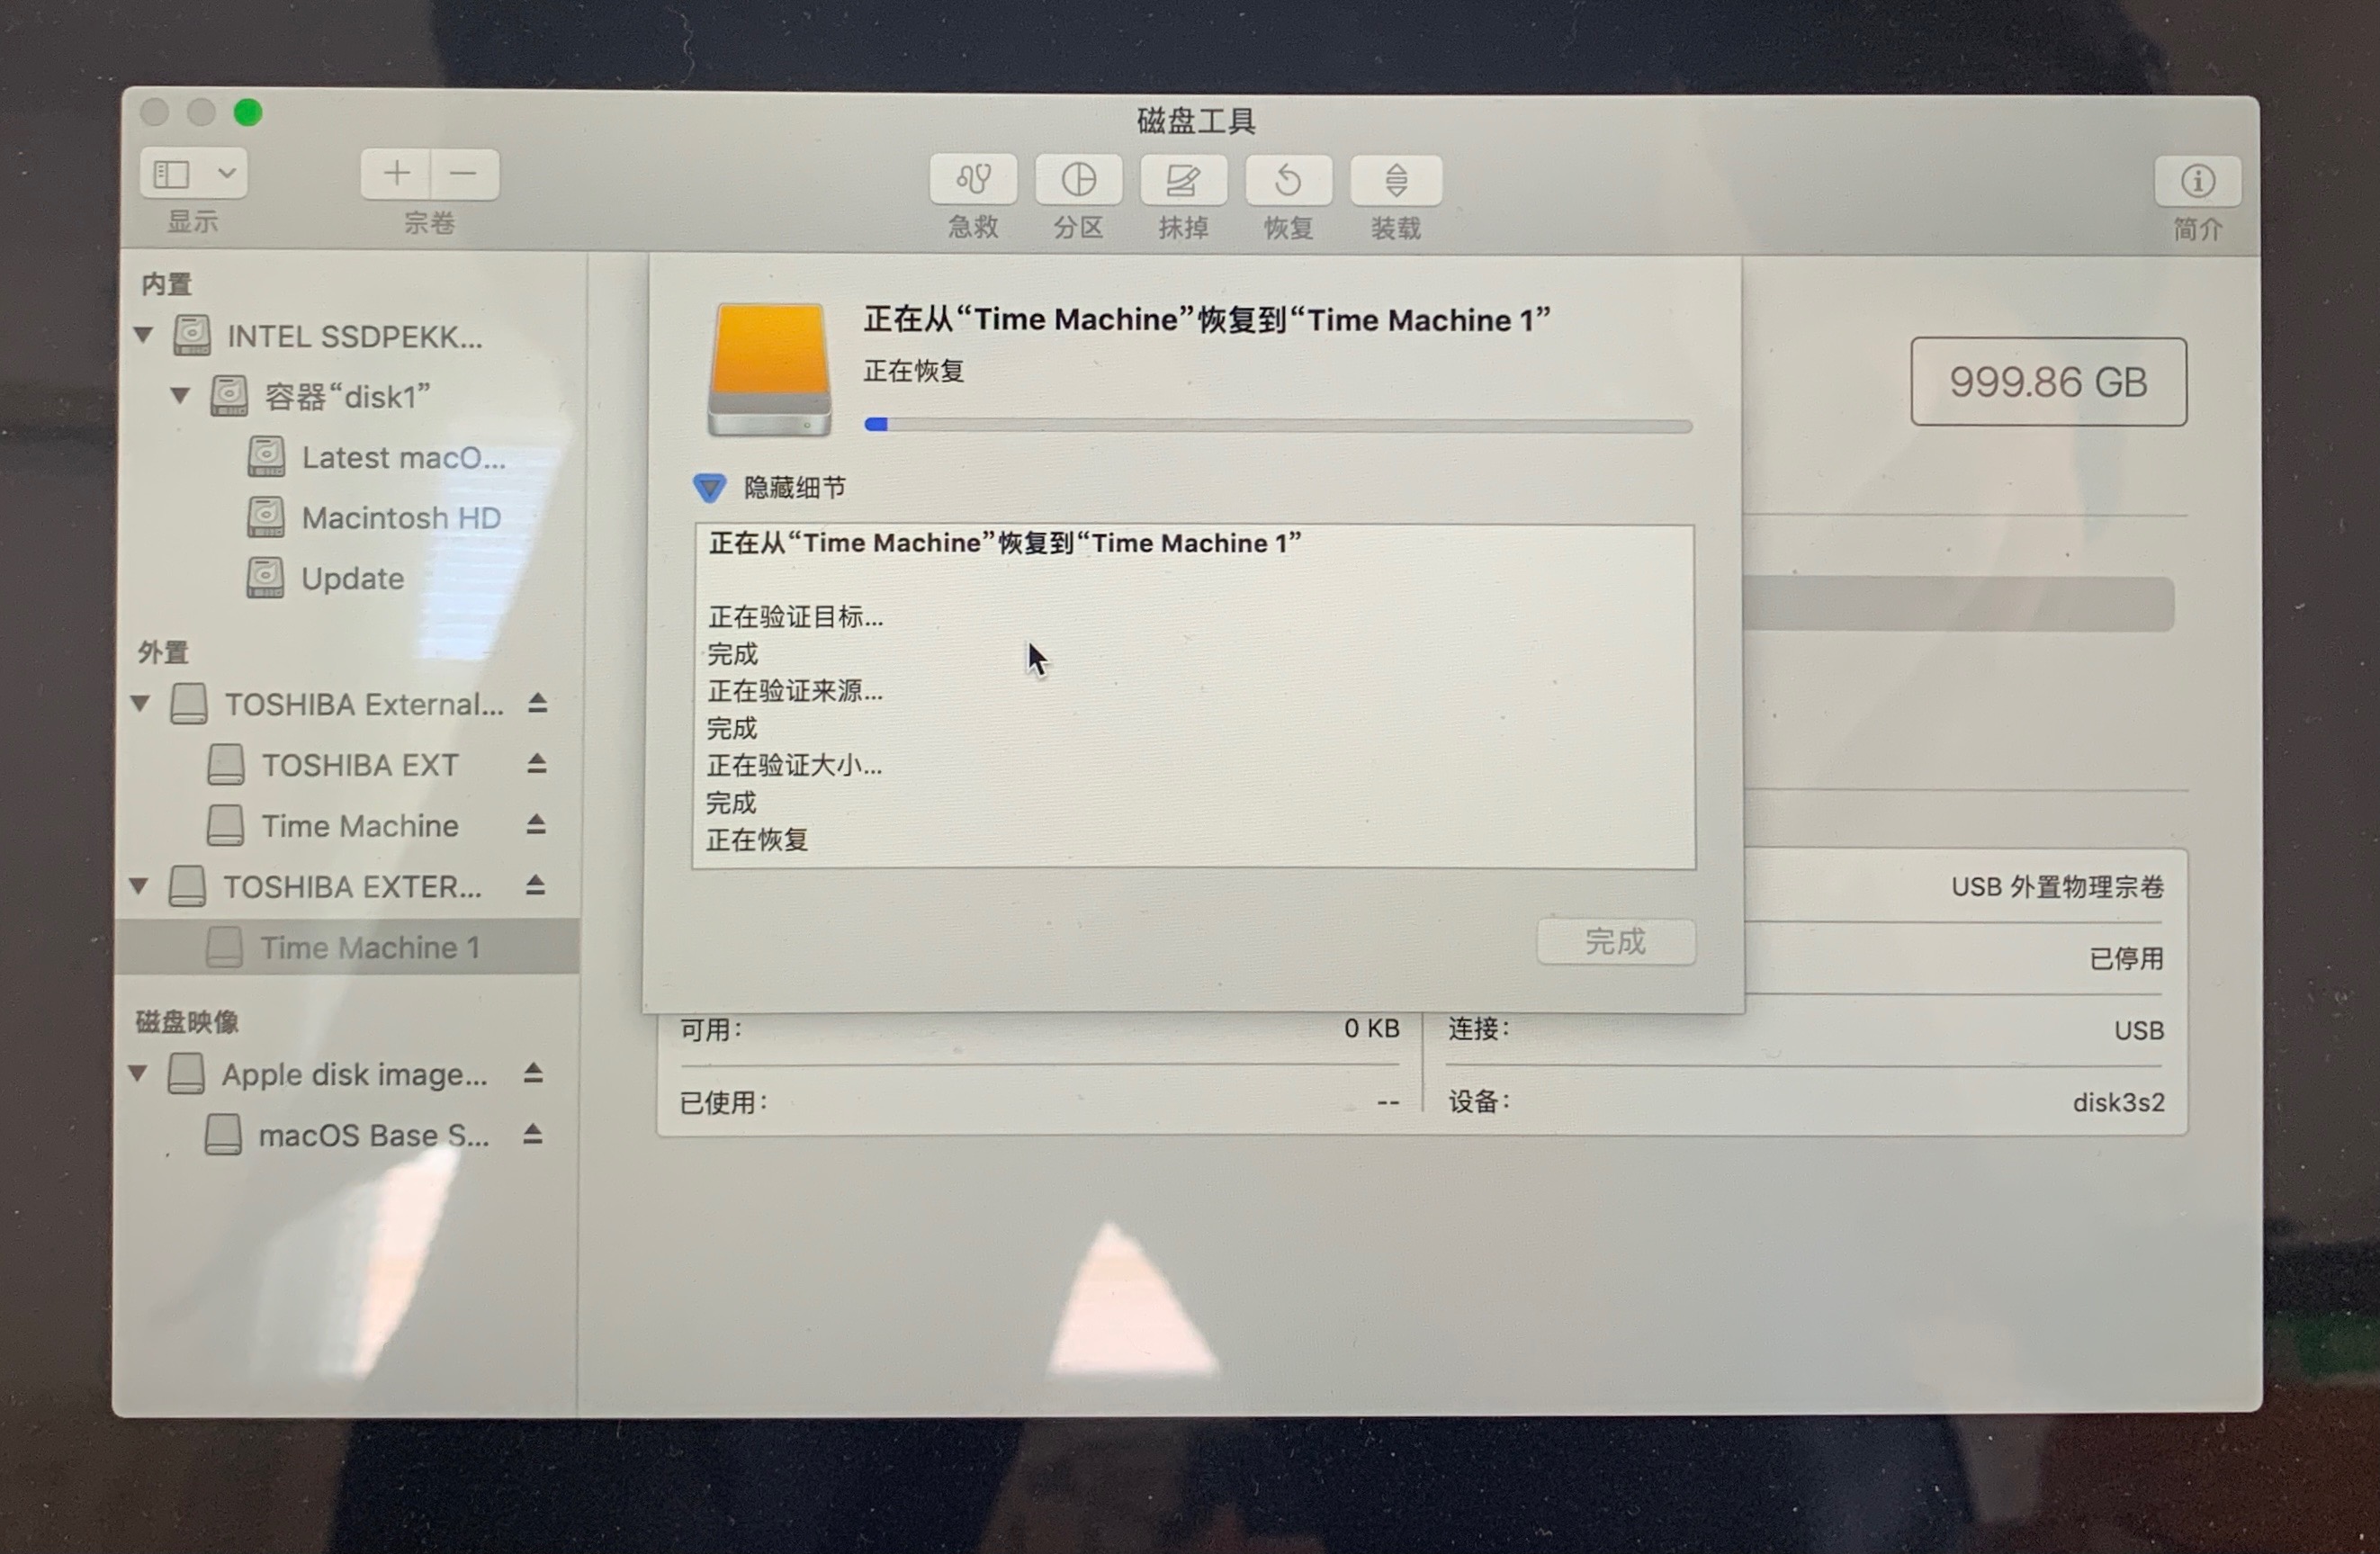 磁盘工具
显示
宗卷
急救
分区
抹掉
恢复
装载
简介
内置
INTEL SSDPEKK...
容器“disk1”
Latest macO...
Macintosh HD
Update
外置
TOSHIBA External...
TOSHIBA EXT
Time Machine
TOSHIBA EXTER...
Time Machine 1
磁盘映像
Apple disk image...
macOS Base S...
正在从“Time Machine”恢复到“Time Machine 1”
正在恢复
隐藏细节
正在从“Time Machine”恢复到“Time Machine 1”
正在验证目标...
完成
正在验证来源...
完成
正在验证大小...
完成
正在恢复
完成
999.86 GB
USB 外置物理宗卷
已停用
可用: 0 KB
连接: USB
已使用: --
设备: disk3s2